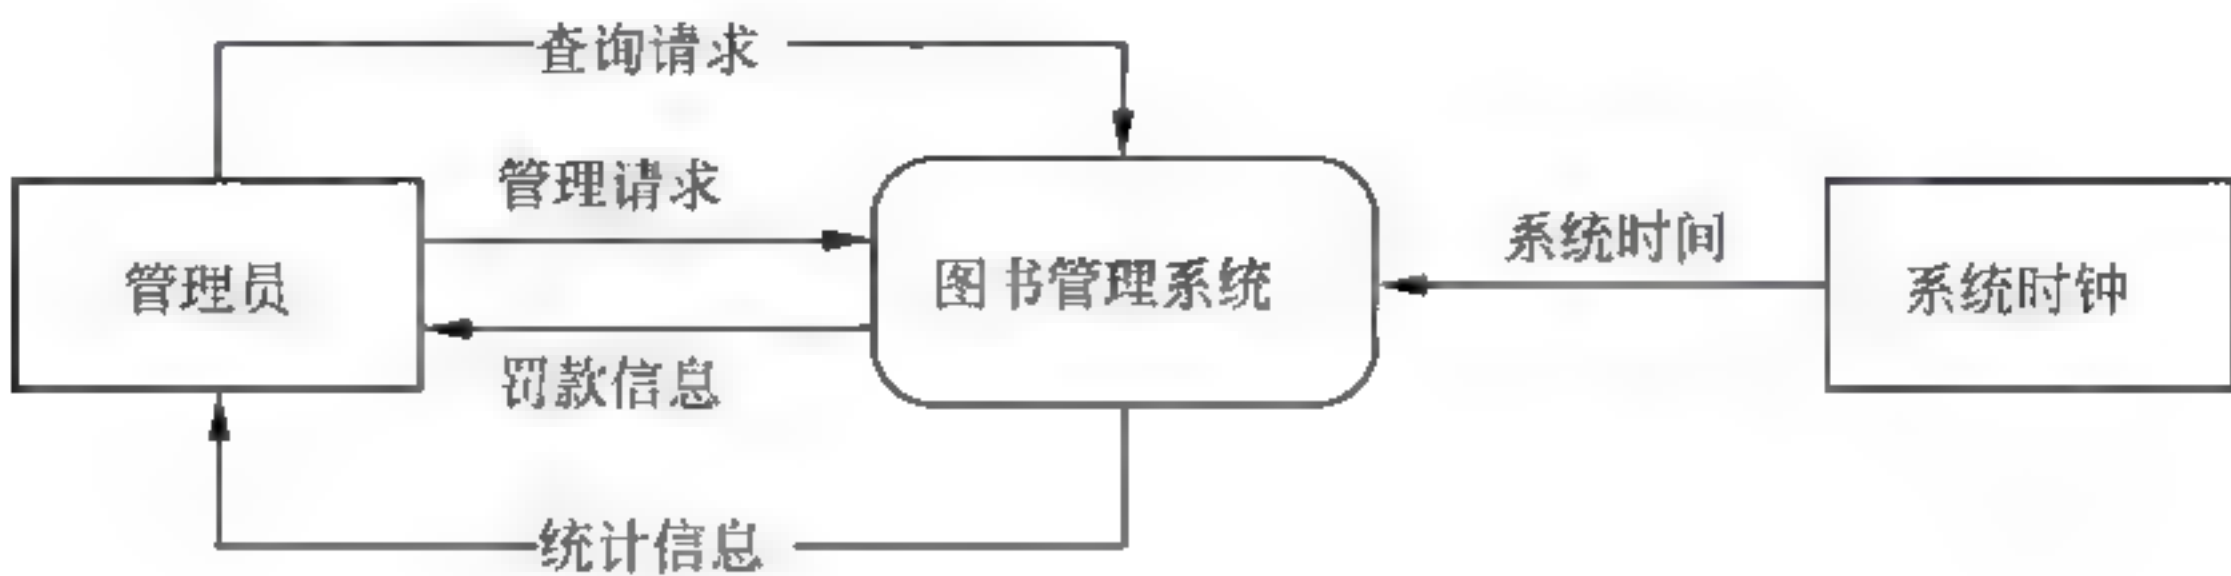 查询请求
管理请求
系统时间
管理员
图书管理系统
系统时钟
罚款信息
统计信息